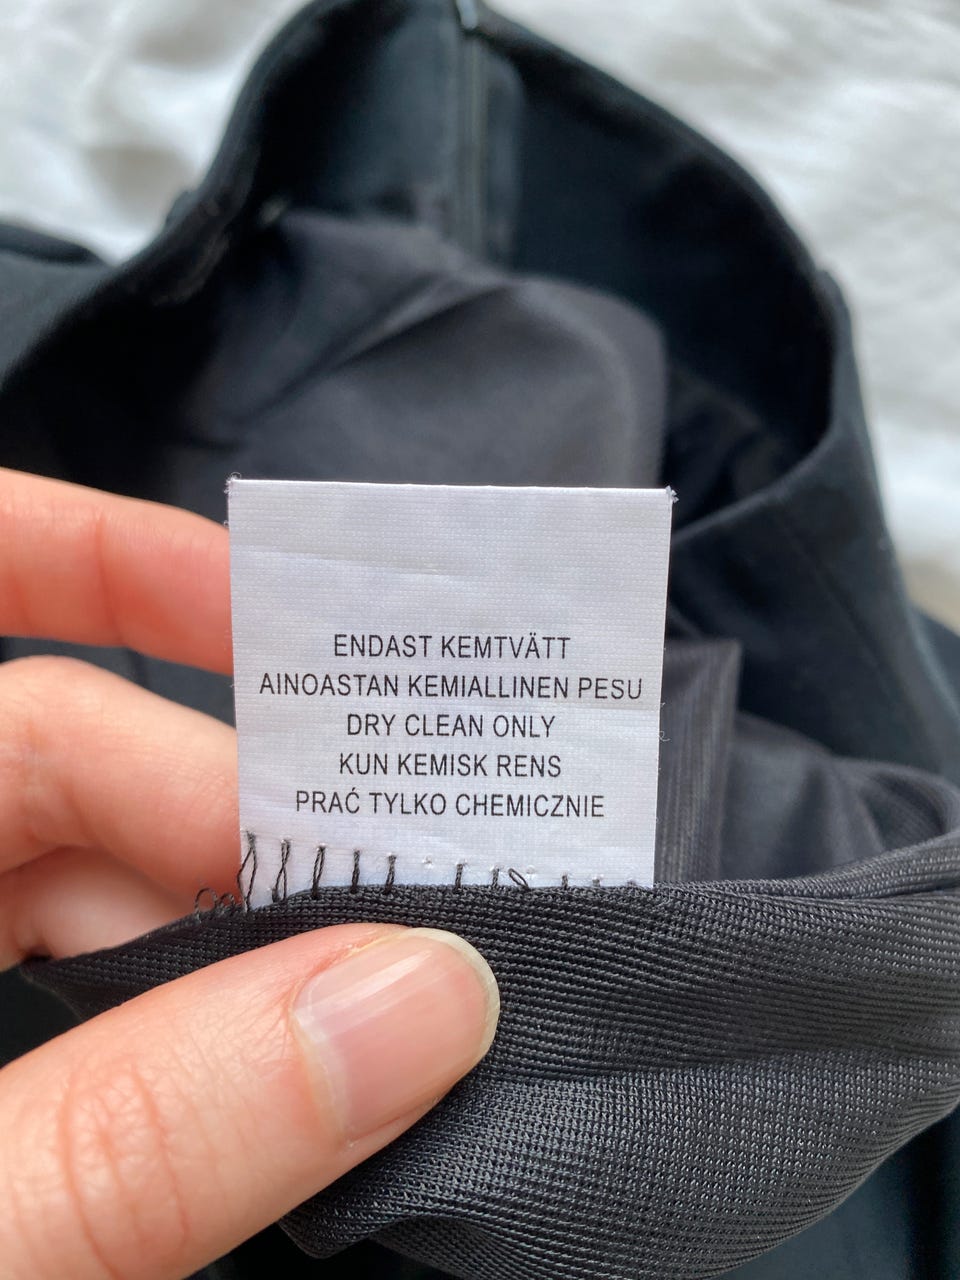 ENDAST KEMTVÄTT
AINOASTAN KEMIALLINEN PESU
DRY CLEAN ONLY
KUN KEMISK RENS
PRAĆ TYLKO CHEMICZNIE